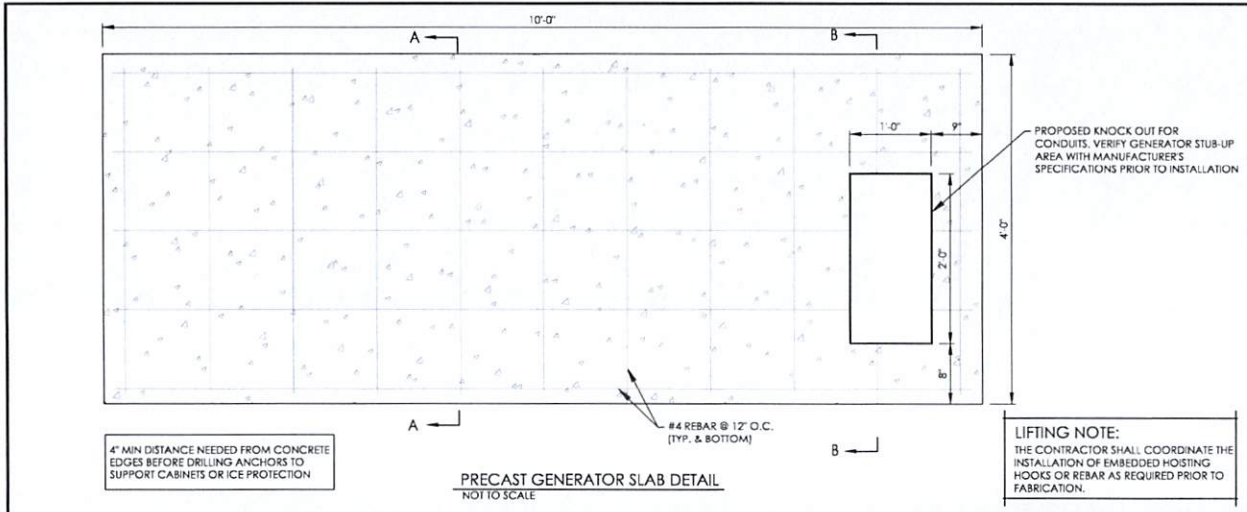 10'-0"
A
B
1'-0"
9"
PROPOSED KNOCK OUT FOR
CONDUITS. VERIFY GENERATOR STUB-UP
AREA WITH MANUFACTURER'S
SPECIFICATIONS PRIOR TO INSTALLATION
4'-0"
2'-0"
8"
A
#4 REBAR @ 12" O.C.
(TYP. & BOTTOM)
B
4" MIN DISTANCE NEEDED FROM CONCRETE
EDGES BEFORE DRILLING ANCHORS TO
SUPPORT CABINETS OR ICE PROTECTION
PRECAST GENERATOR SLAB DETAIL
NOT TO SCALE
LIFTING NOTE:
THE CONTRACTOR SHALL COORDINATE THE
INSTALLATION OF EMBEDDED HOISTING
HOOKS OR REBAR AS REQUIRED PRIOR TO
FABRICATION.